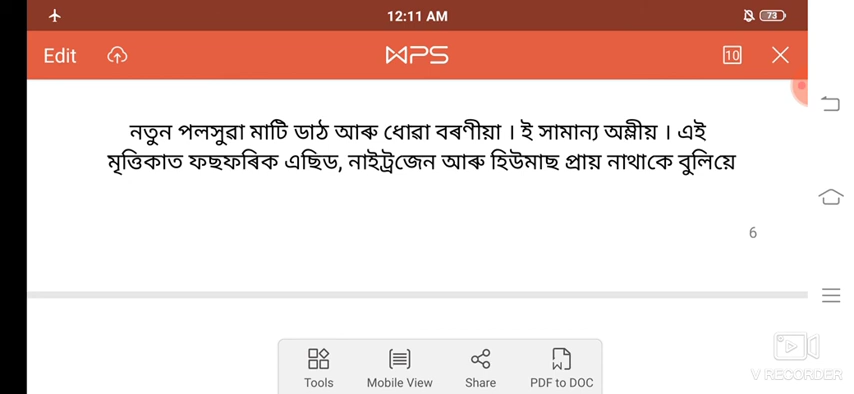 12:11 AM
73
Edit
WPS
10
নতুন পলসুৱা মাটি ডাঠ আৰু ধোৱা বৰণীয়া । ই সামান্য অম্লীয় । এই
মৃত্তিকাত ফছফৰিক এছিড, নাইট্ৰজেন আৰু হিউমাছ প্ৰায় নাথাকে বুলিয়ে
6
Tools
Mobile View
Share
PDF to DOC
V RECORDER